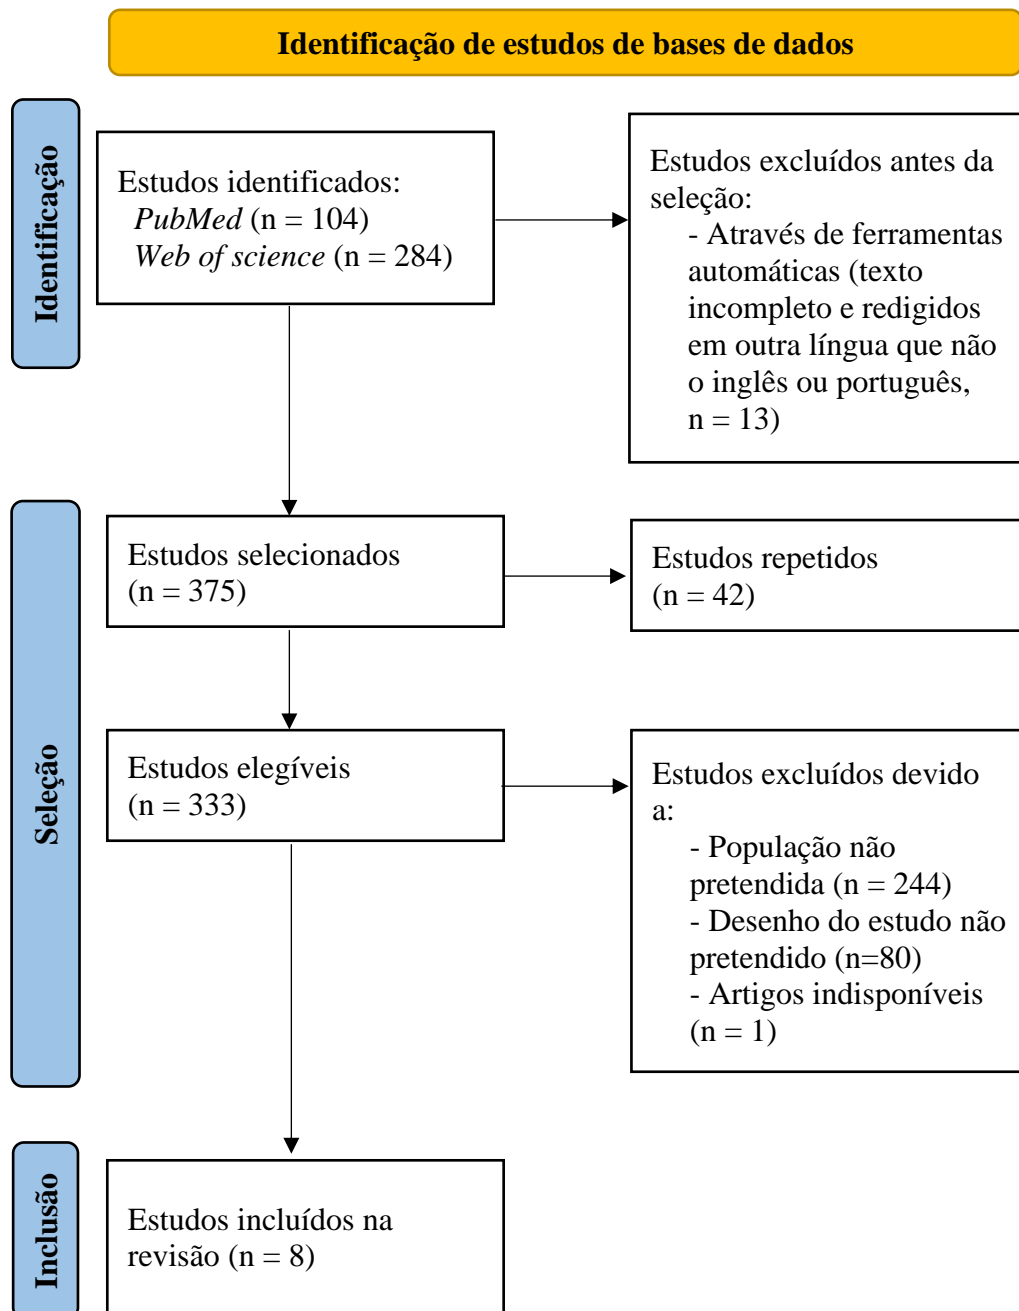 Identificação de estudos de bases de dados
Identificação
Estudos identificados:
PubMed (n = 104)
Web of science (n = 284)
Estudos excluídos antes da
seleção:
- Através de ferramentas
automáticas (texto
incompleto e redigidos
em outra língua que não
o inglês ou português,
n = 13)
Seleção
Estudos selecionados
(n = 375)
Estudos repetidos
(n = 42)
Estudos elegíveis
(n = 333)
Estudos excluídos devido
a:
- População não
pretendida (n = 244)
- Desenho do estudo não
pretendido (n=80)
- Artigos indisponíveis
(n = 1)
Inclusão
Estudos incluídos na
revisão (n = 8)